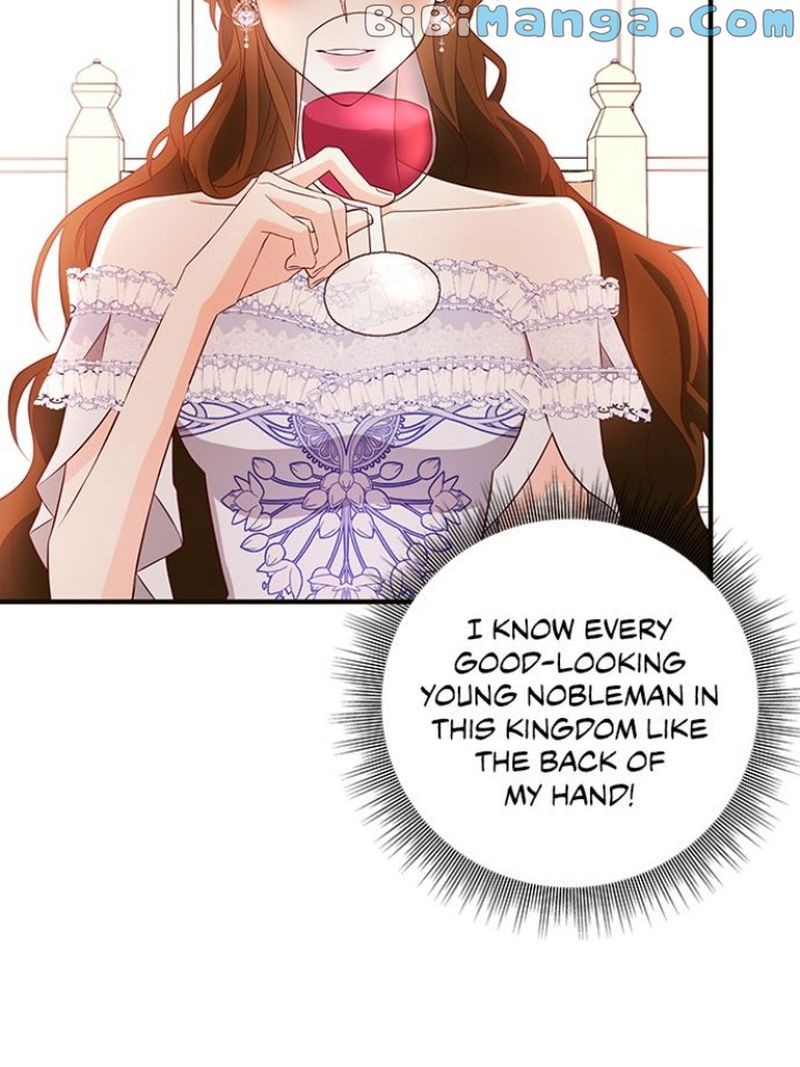 BiBiManga.Com
I KNOW EVERY
GOOD-LOOKING
YOUNG NOBLEMAN IN
THIS KINGDOM LIKE
THE BACK OF
MY HAND!